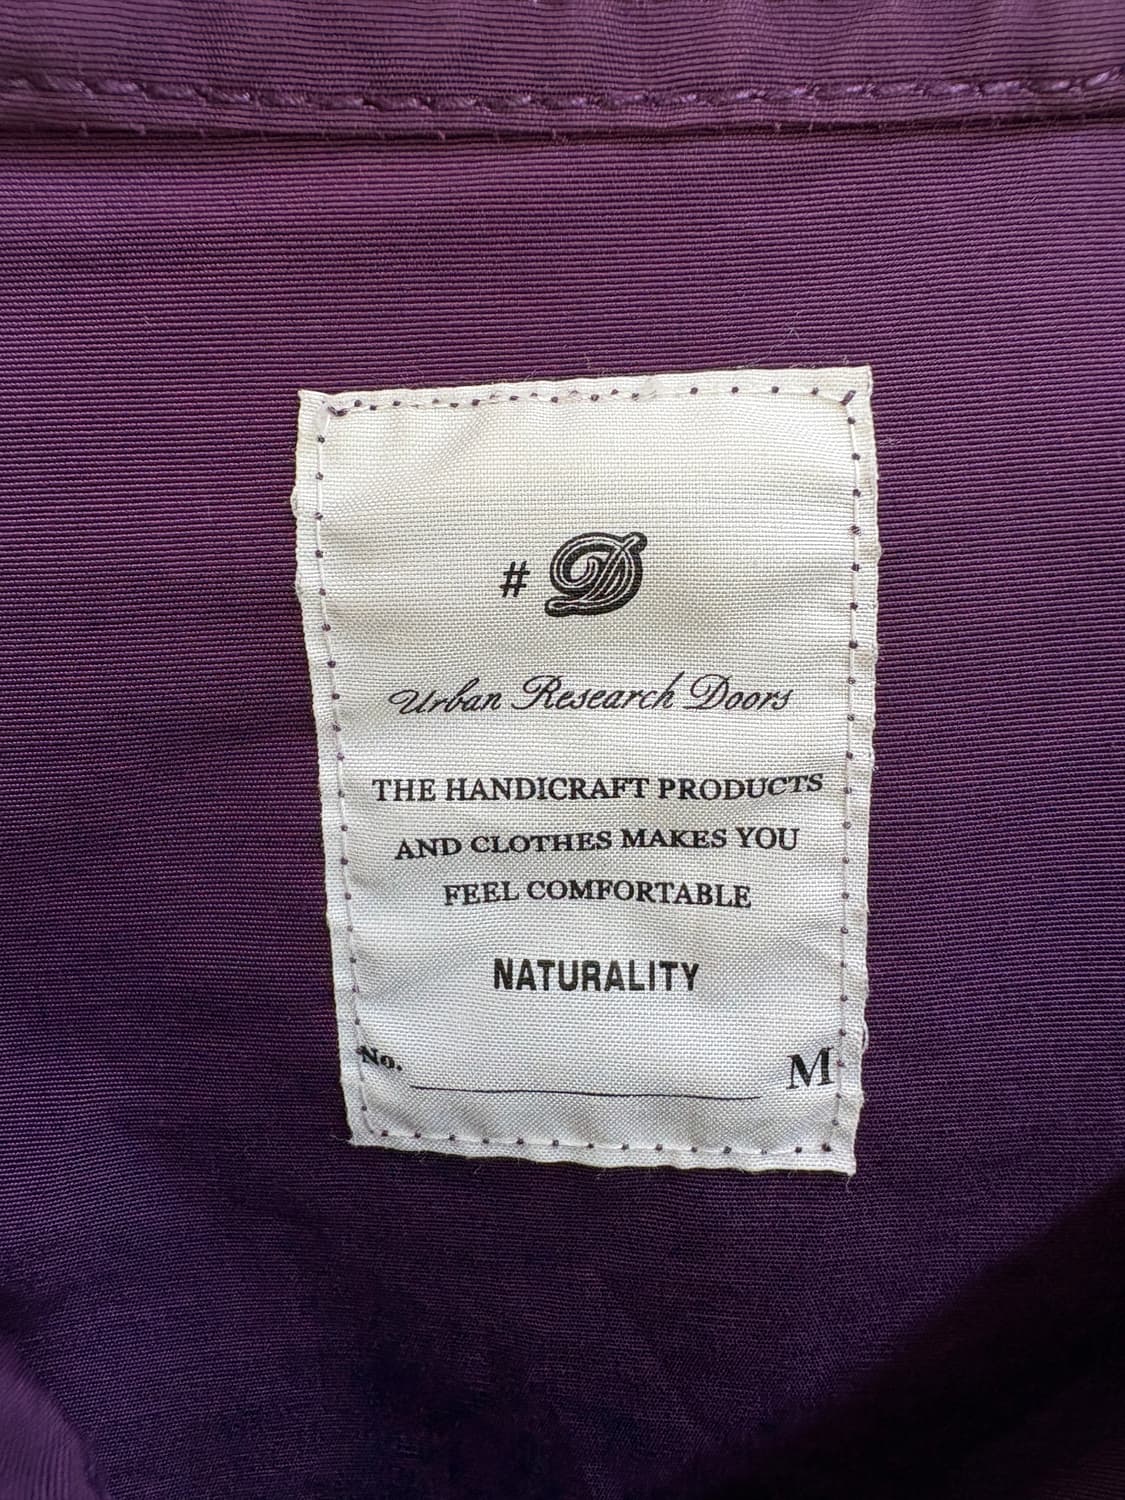 # D
Urban Research Doors
THE HANDICRAFT PRODUCTS
AND CLOTHES MAKES YOU
FEEL COMFORTABLE
NATURALITY
No. M